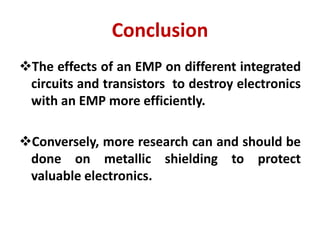 Conclusion
❖The effects of an EMP on different integrated
circuits and transistors to destroy electronics
with an EMP more efficiently.
❖Conversely, more research can and should be
done on metallic shielding to protect
valuable electronics.